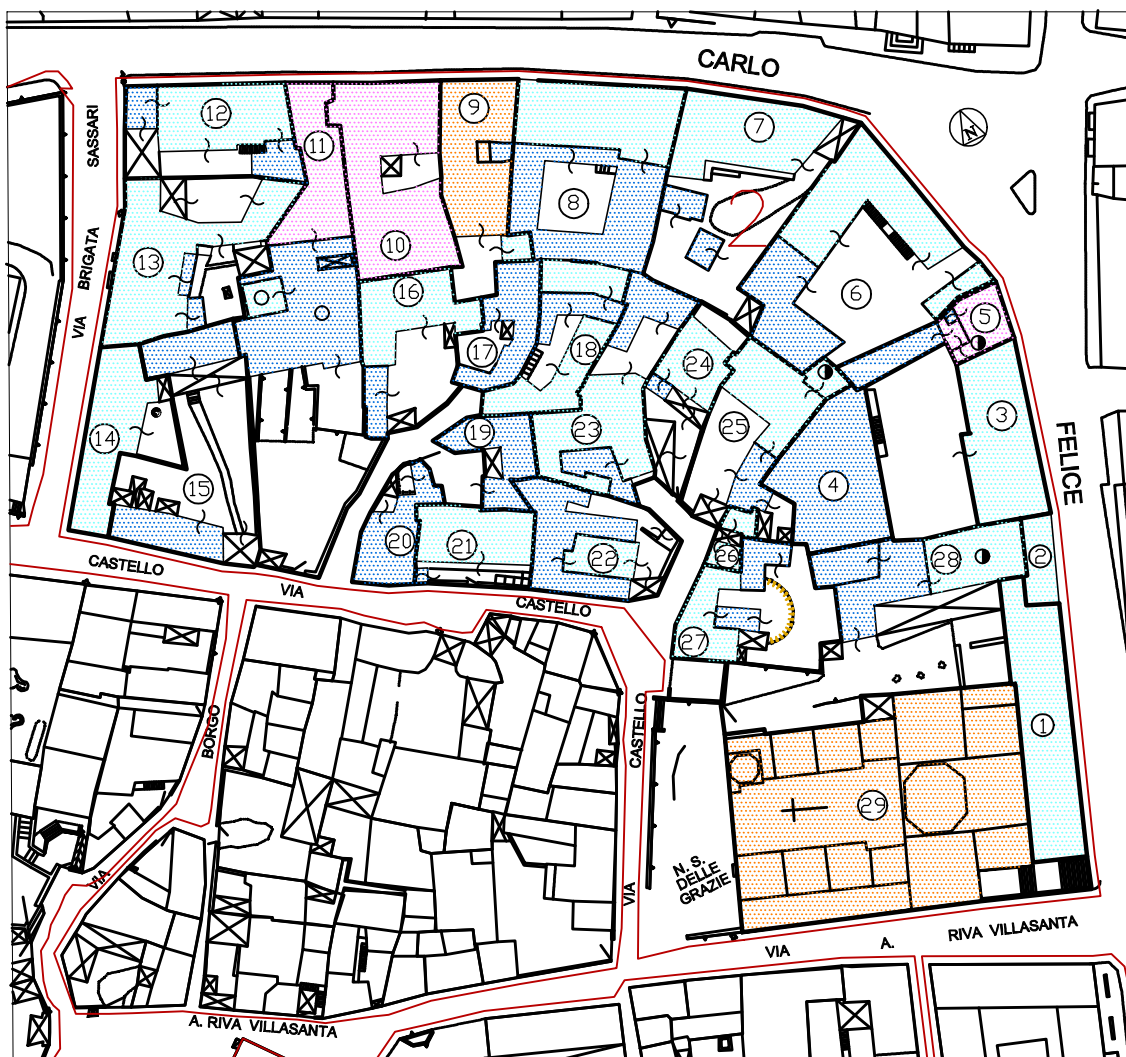 CARLO
SASSARI
BRIGATA
VIA
N
12
11
9
7
8
10
13
6
16
5
17
18
24
3
25
14
19
23
FELICE
15
4
20
21
22
26
28
2
27
CASTELLO
VIA
CASTELLO
BORGO
VIA
CASTELLO
VIA
1
29
N. S.
DELLE
GRAZIE
VIA A. RIVA VILLASANTA
A. RIVA VILLASANTA
2